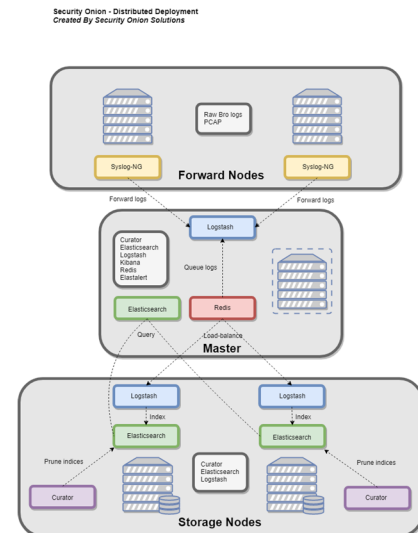 Security Onion - Distributed Deployment
Created By Security Onion Solutions
Raw Bro logs
PCAP
Syslog-NG
Syslog-NG
Forward Nodes
Forward logs
Forward logs
Logstash
Curator
Elasticsearch
Logstash
Kibana
Redis
Elastalert
Queue logs
Elasticsearch
Redis
Query
Load-balance
Master
Logstash
Logstash
Index
Index
Elasticsearch
Elasticsearch
Prune indices
Curator
Elasticsearch
Logstash
Prune indices
Curator
Curator
Storage Nodes